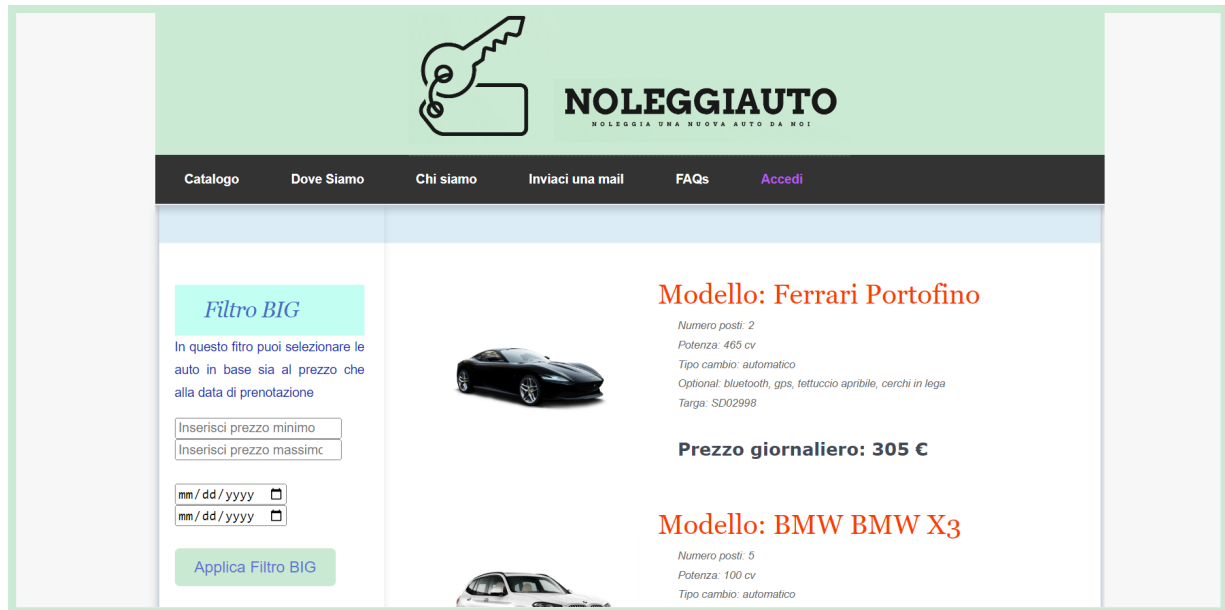 NOLEGGIAUTO
NOLEGGIA UNA NUOVA AUTO DA NOI
Catalogo Dove Siamo Chi siamo Inviaci una mail FAQs Accedi
Filtro BIG
In questo fitro puoi selezionare le
auto in base sia al prezzo che
alla data di prenotazione
Inserisci prezzo minimo
Inserisci prezzo massimo
mm/dd/yyyy
mm/dd/yyyy
Applica Filtro BIG
Modello: Ferrari Portofino
Numero posti: 2
Potenza: 465 cv
Tipo cambio: automatico
Optional: bluetooth, gps, tettuccio apribile, cerchi in lega
Targa: SD02998
Prezzo giornaliero: 305 €
Modello: BMW BMW X3
Numero posti: 5
Potenza: 100 cv
Tipo cambio: automatico